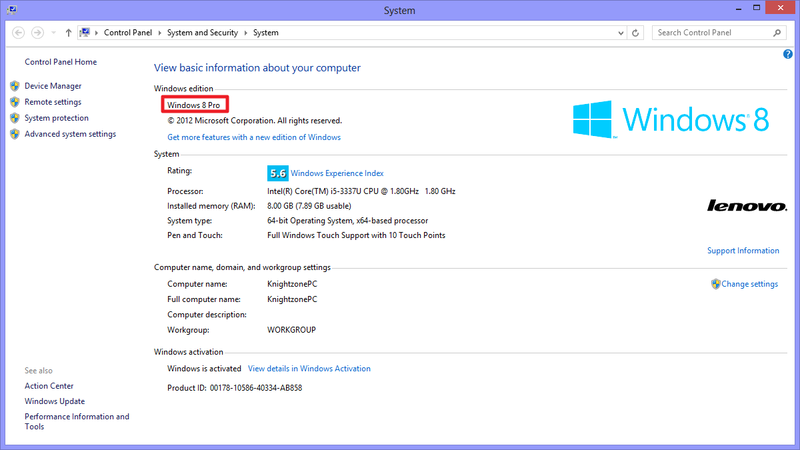 System
Control Panel
System and Security
System
Search Control Panel
Control Panel Home
Device Manager
Remote settings
System protection
Advanced system settings
View basic information about your computer
Windows edition
Windows 8 Pro
© 2012 Microsoft Corporation. All rights reserved.
Get more features with a new edition of Windows
Windows 8
System
Rating: 5.6 Windows Experience Index
Processor: Intel(R) Core(TM) i5-3337U CPU @ 1.80GHz 1.80 GHz
Installed memory (RAM): 8.00 GB (7.89 GB usable)
System type: 64-bit Operating System, x64-based processor
Pen and Touch: Full Windows Touch Support with 10 Touch Points
lenovo.
Support Information
Computer name, domain, and workgroup settings
Computer name: KnightzonePC
Change settings
Full computer name: KnightzonePC
Computer description:
Workgroup: WORKGROUP
Windows activation
Windows is activated View details in Windows Activation
Product ID: 00178-10586-40334-AB858
See also
Action Center
Windows Update
Performance Information and
Tools